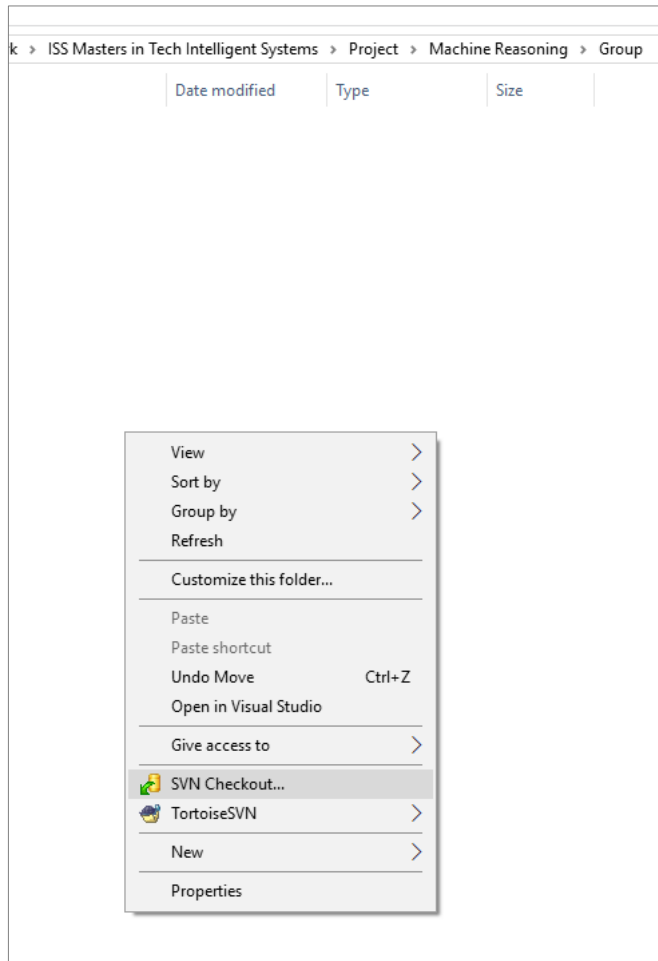 k > ISS Masters in Tech Intelligent Systems > Project > Machine Reasoning > Group
Date modified Type Size
View
Sort by
Group by
Refresh
Customize this folder...
Paste
Paste shortcut
Undo Move Ctrl+Z
Open in Visual Studio
Give access to
SVN Checkout...
TortoiseSVN
New
Properties